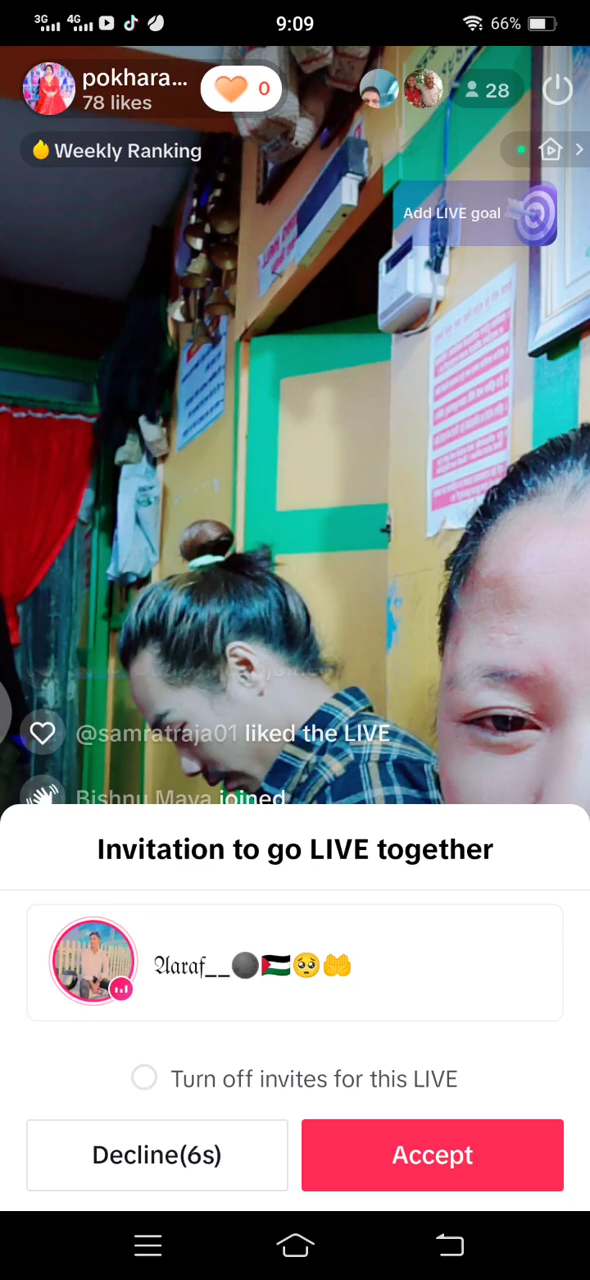 3G 4G 9:09 66%
pokhara... 0
78 likes
28
Weekly Ranking
Add LIVE goal
@samratraja01 liked the LIVE
Bishnu Maya joined
Invitation to go LIVE together
𝔄araf__🌑🇵🇸🥺🤲
Turn off invites for this LIVE
Decline(6s) Accept